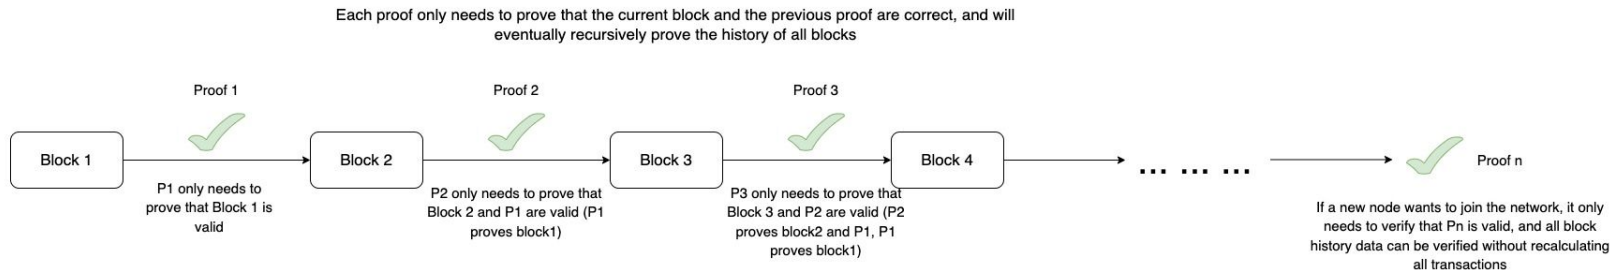 Each proof only needs to prove that the current block and the previous proof are correct, and will
eventually recursively prove the history of all blocks
Proof 1
Proof 2
Proof 3
Block 1
Block 2
Block 3
Block 4
... ... ...
Proof n
P1 only needs to
prove that Block 1 is
valid
P2 only needs to prove that
Block 2 and P1 are valid (P1
proves block1)
P3 only needs to prove that
Block 3 and P2 are valid (P2
proves block2 and P1, P1
proves block1)
If a new node wants to join the network, it only
needs to verify that Pn is valid, and all block
history data can be verified without recalculating
all transactions